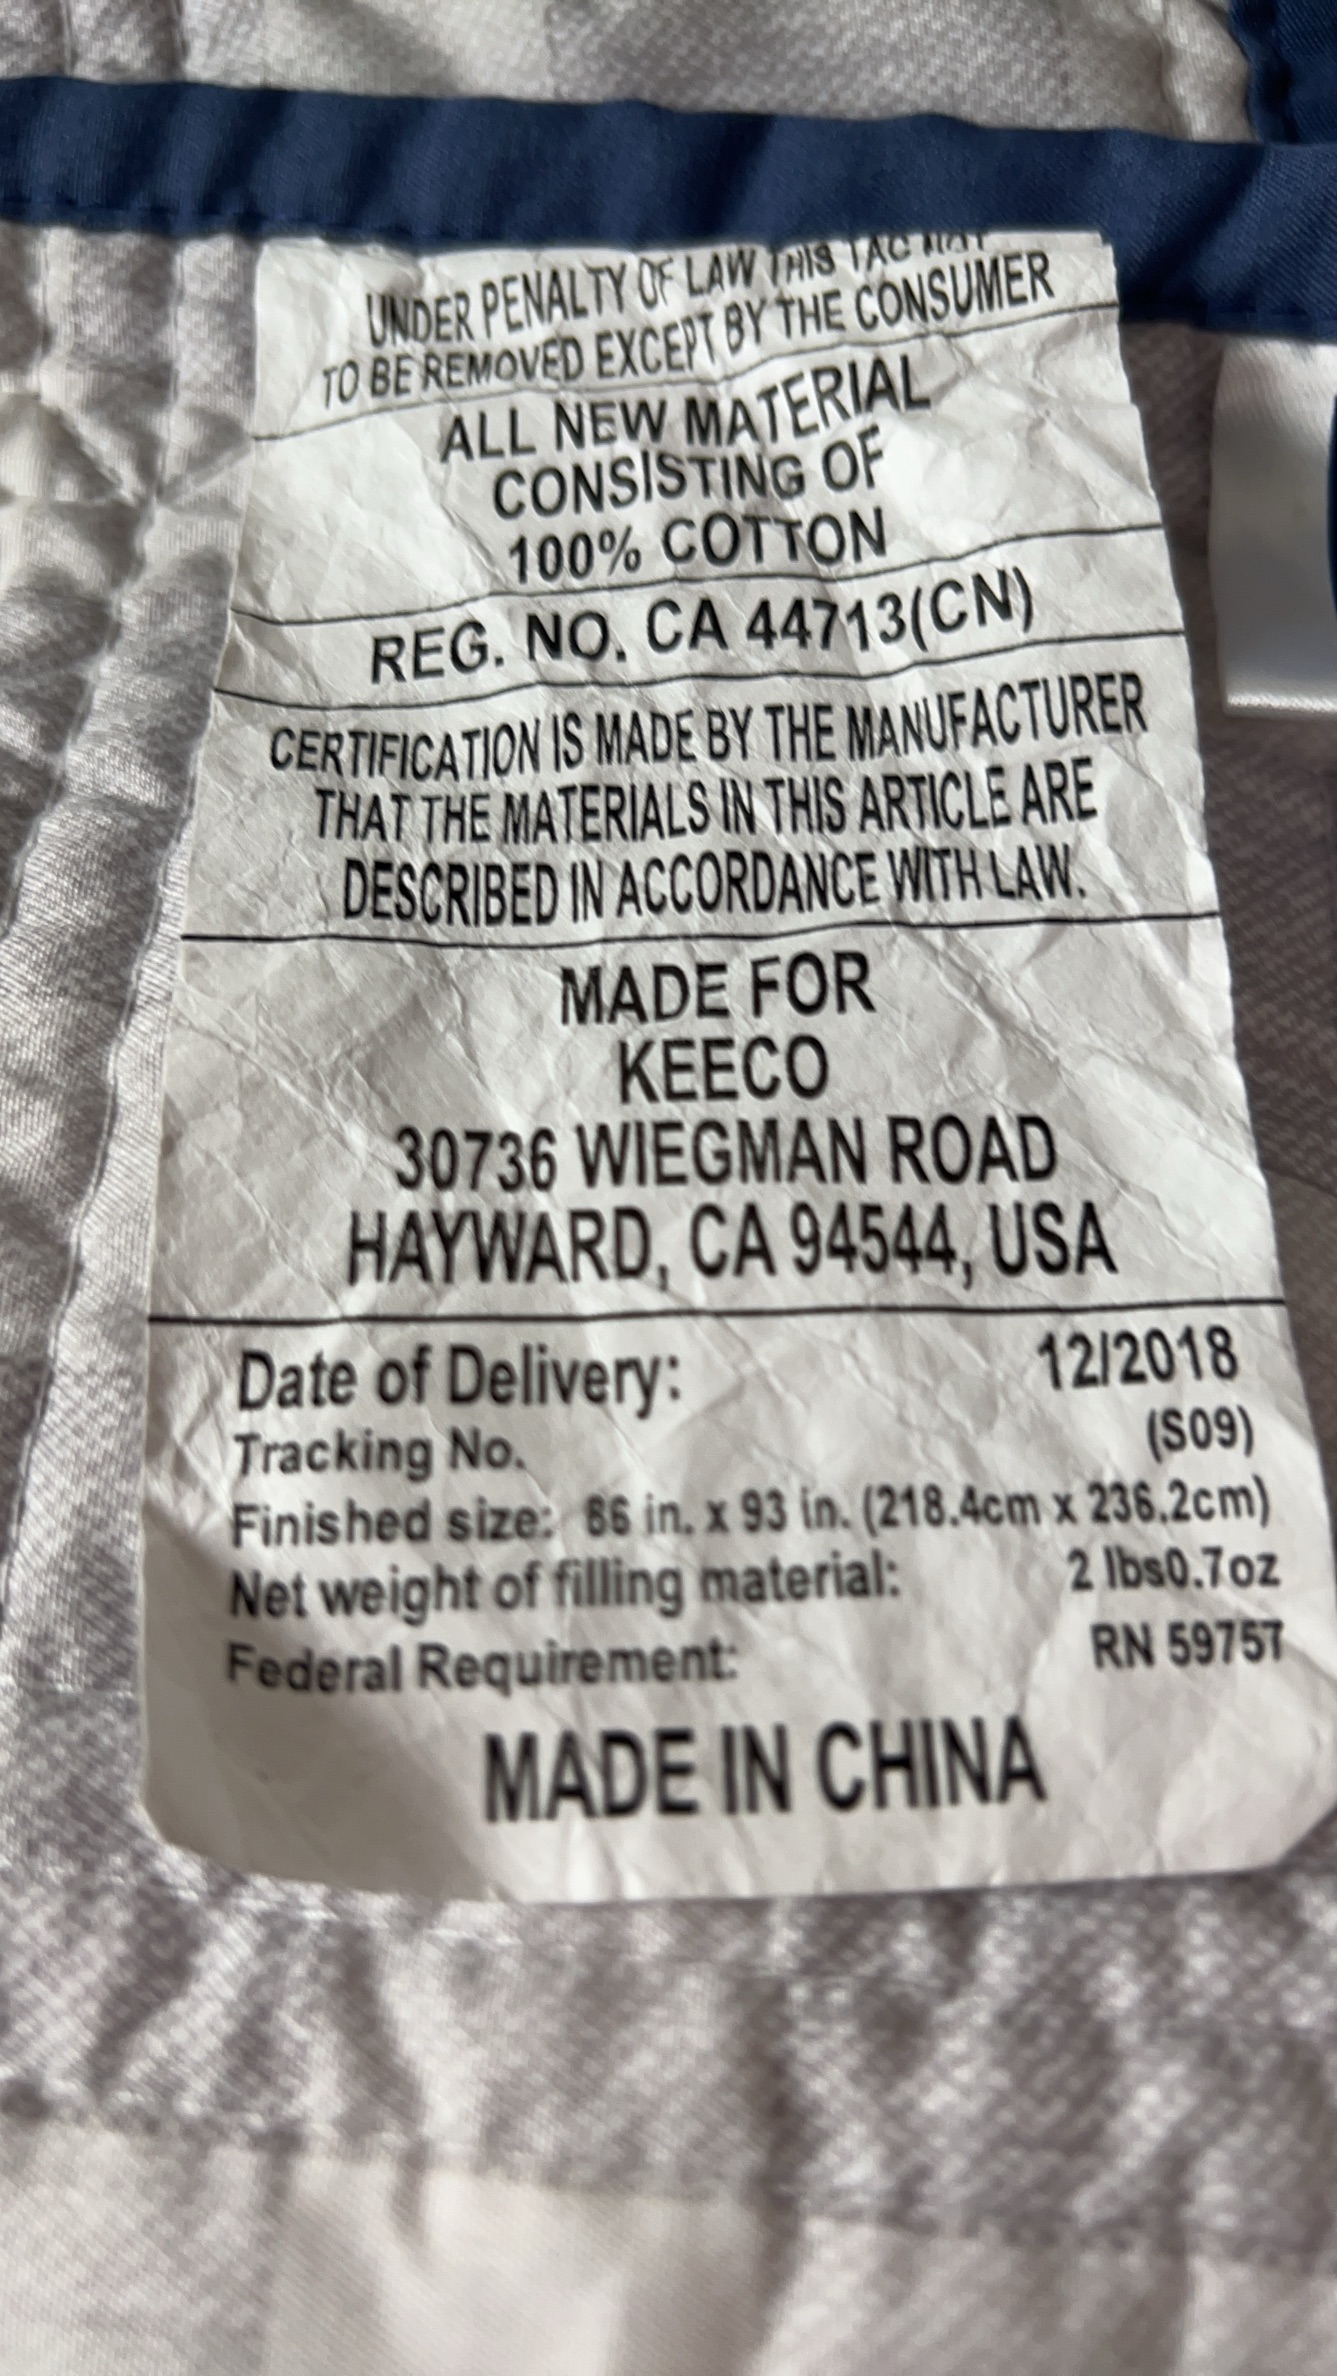 UNDER PENALTY OF LAW THIS TAG MAY
TO BE REMOVED EXCEPT BY THE CONSUMER
ALL NEW MATERIAL
CONSISTING OF
100% COTTON
REG. NO. CA 44713(CN)
CERTIFICATION IS MADE BY THE MANUFACTURER
THAT THE MATERIALS IN THIS ARTICLE ARE
DESCRIBED IN ACCORDANCE WITH LAW.
MADE FOR
KEECO
30736 WIEGMAN ROAD
HAYWARD, CA 94544, USA
Date of Delivery: 12/2018
Tracking No. (S09)
Finished size: 86 in. x 93 in. (218.4cm x 236.2cm)
Net weight of filling material: 2 lbs0.7oz
Federal Requirement: RN 59757
MADE IN CHINA